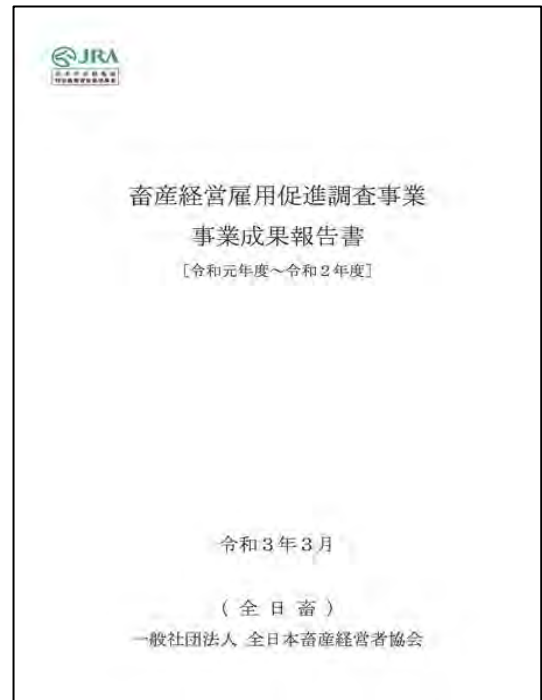 JRA
畜産経営雇用促進調査事業
事業成果報告書
[令和元年度~令和2年度]
令和3年3月
(全日畜)
一般社団法人 全日本畜産経営者協会